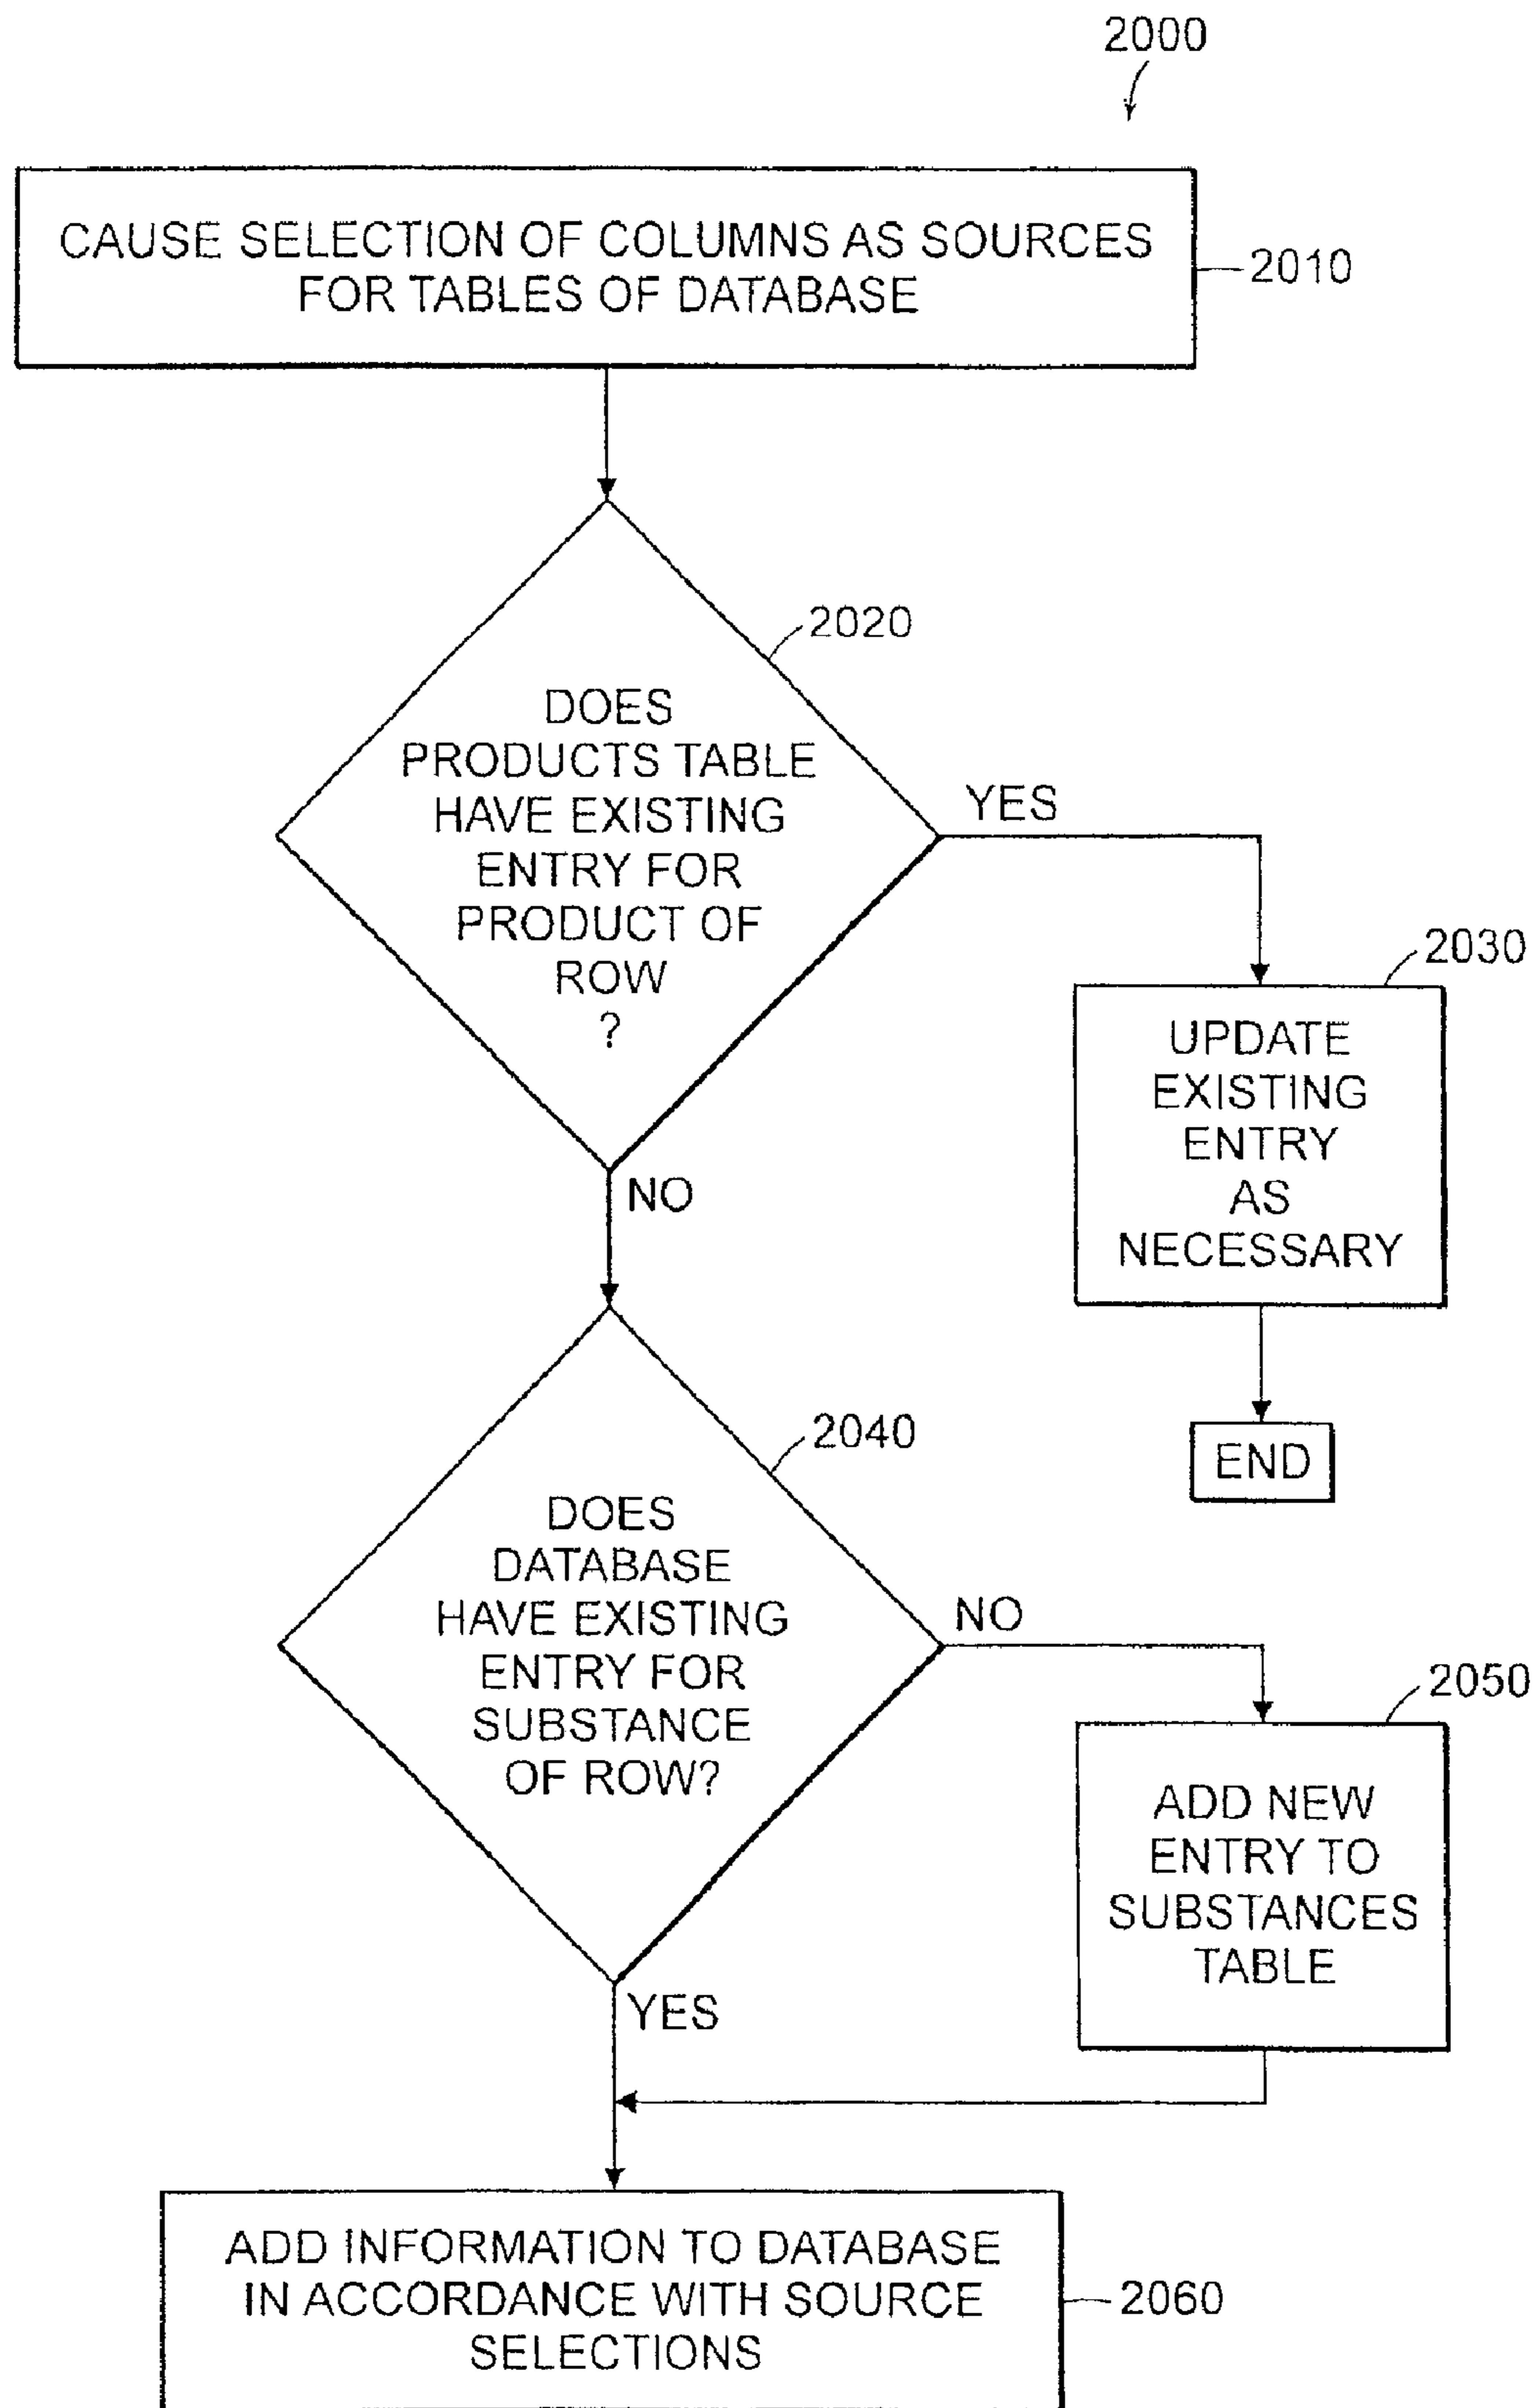 2000
CAUSE SELECTION OF COLUMNS AS SOURCES
FOR TABLES OF DATABASE
2010
2020
DOES
PRODUCTS TABLE
HAVE EXISTING
ENTRY FOR
PRODUCT OF
ROW
?
YES
2030
UPDATE
EXISTING
ENTRY
AS
NECESSARY
NO
END
2040
DOES
DATABASE
HAVE EXISTING
ENTRY FOR
SUBSTANCE
OF ROW?
NO
2050
ADD NEW
ENTRY TO
SUBSTANCES
TABLE
YES
ADD INFORMATION TO DATABASE
IN ACCORDANCE WITH SOURCE
SELECTIONS
2060